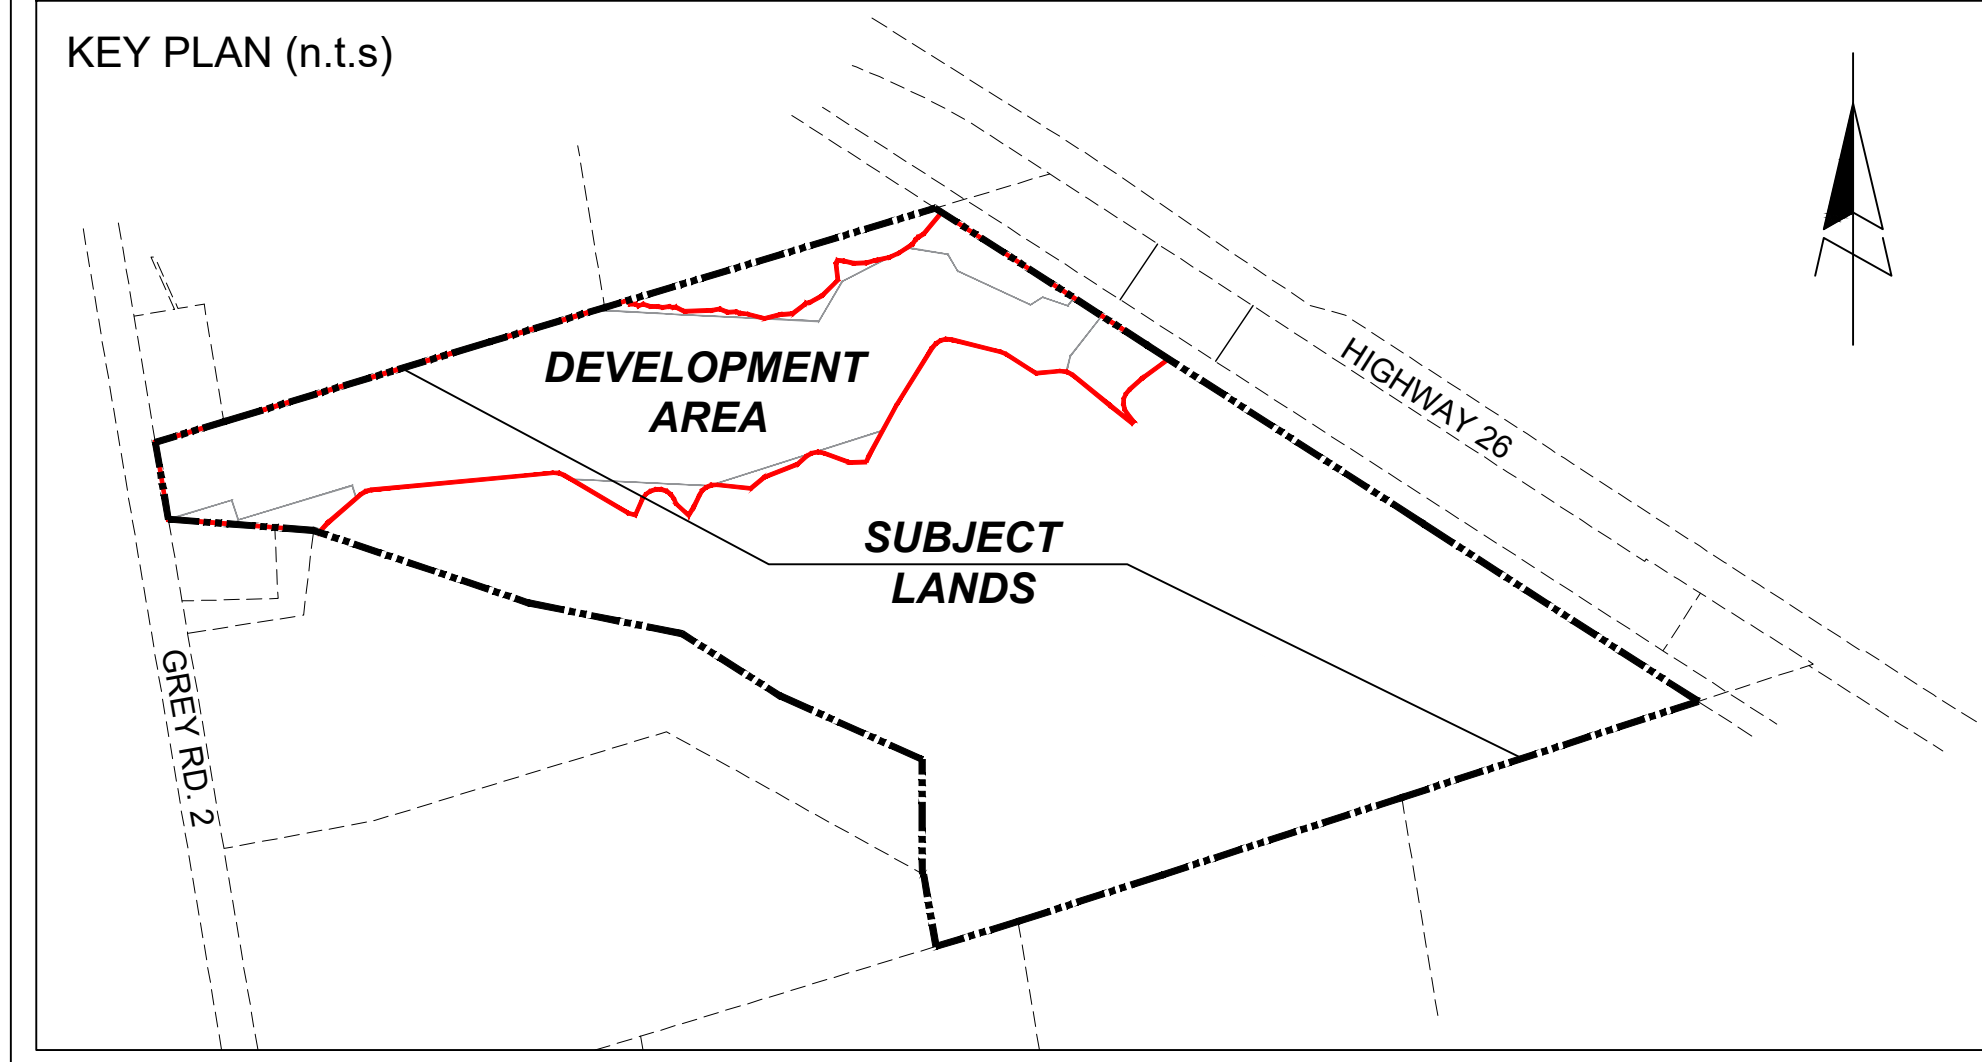 KEY PLAN (n.t.s)
HIGHWAY 26
DEVELOPMENT
AREA
SUBJECT
LANDS
GREY RD. 2